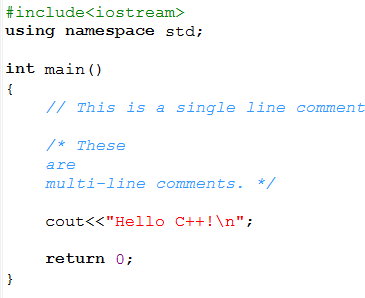 #include<iostream>
using namespace std;
int main()
{
// This is a single line comment
/* These
are
multi-line comments. */
cout<<"Hello C++!\n";
return 0;
}